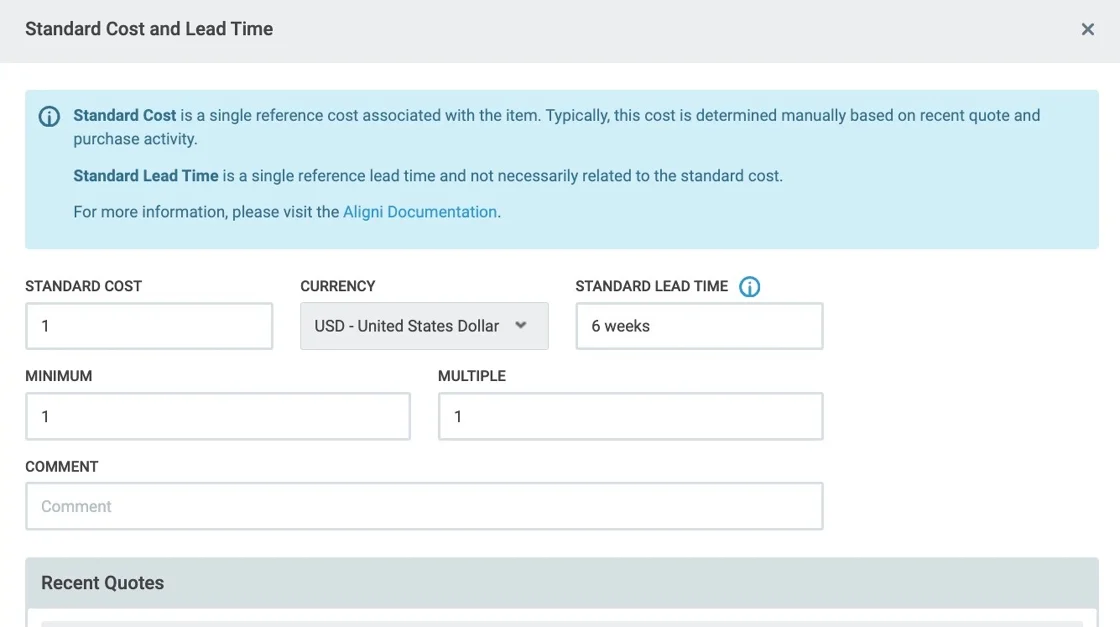 Standard Cost and Lead Time
Standard Cost is a single reference cost associated with the item. Typically, this cost is determined manually based on recent quote and
purchase activity.
Standard Lead Time is a single reference lead time and not necessarily related to the standard cost.
For more information, please visit the Aligni Documentation.
STANDARD COST
CURRENCY
STANDARD LEAD TIME
1
USD - United States Dollar
6 weeks
MINIMUM
MULTIPLE
1
1
COMMENT
Comment
Recent Quotes